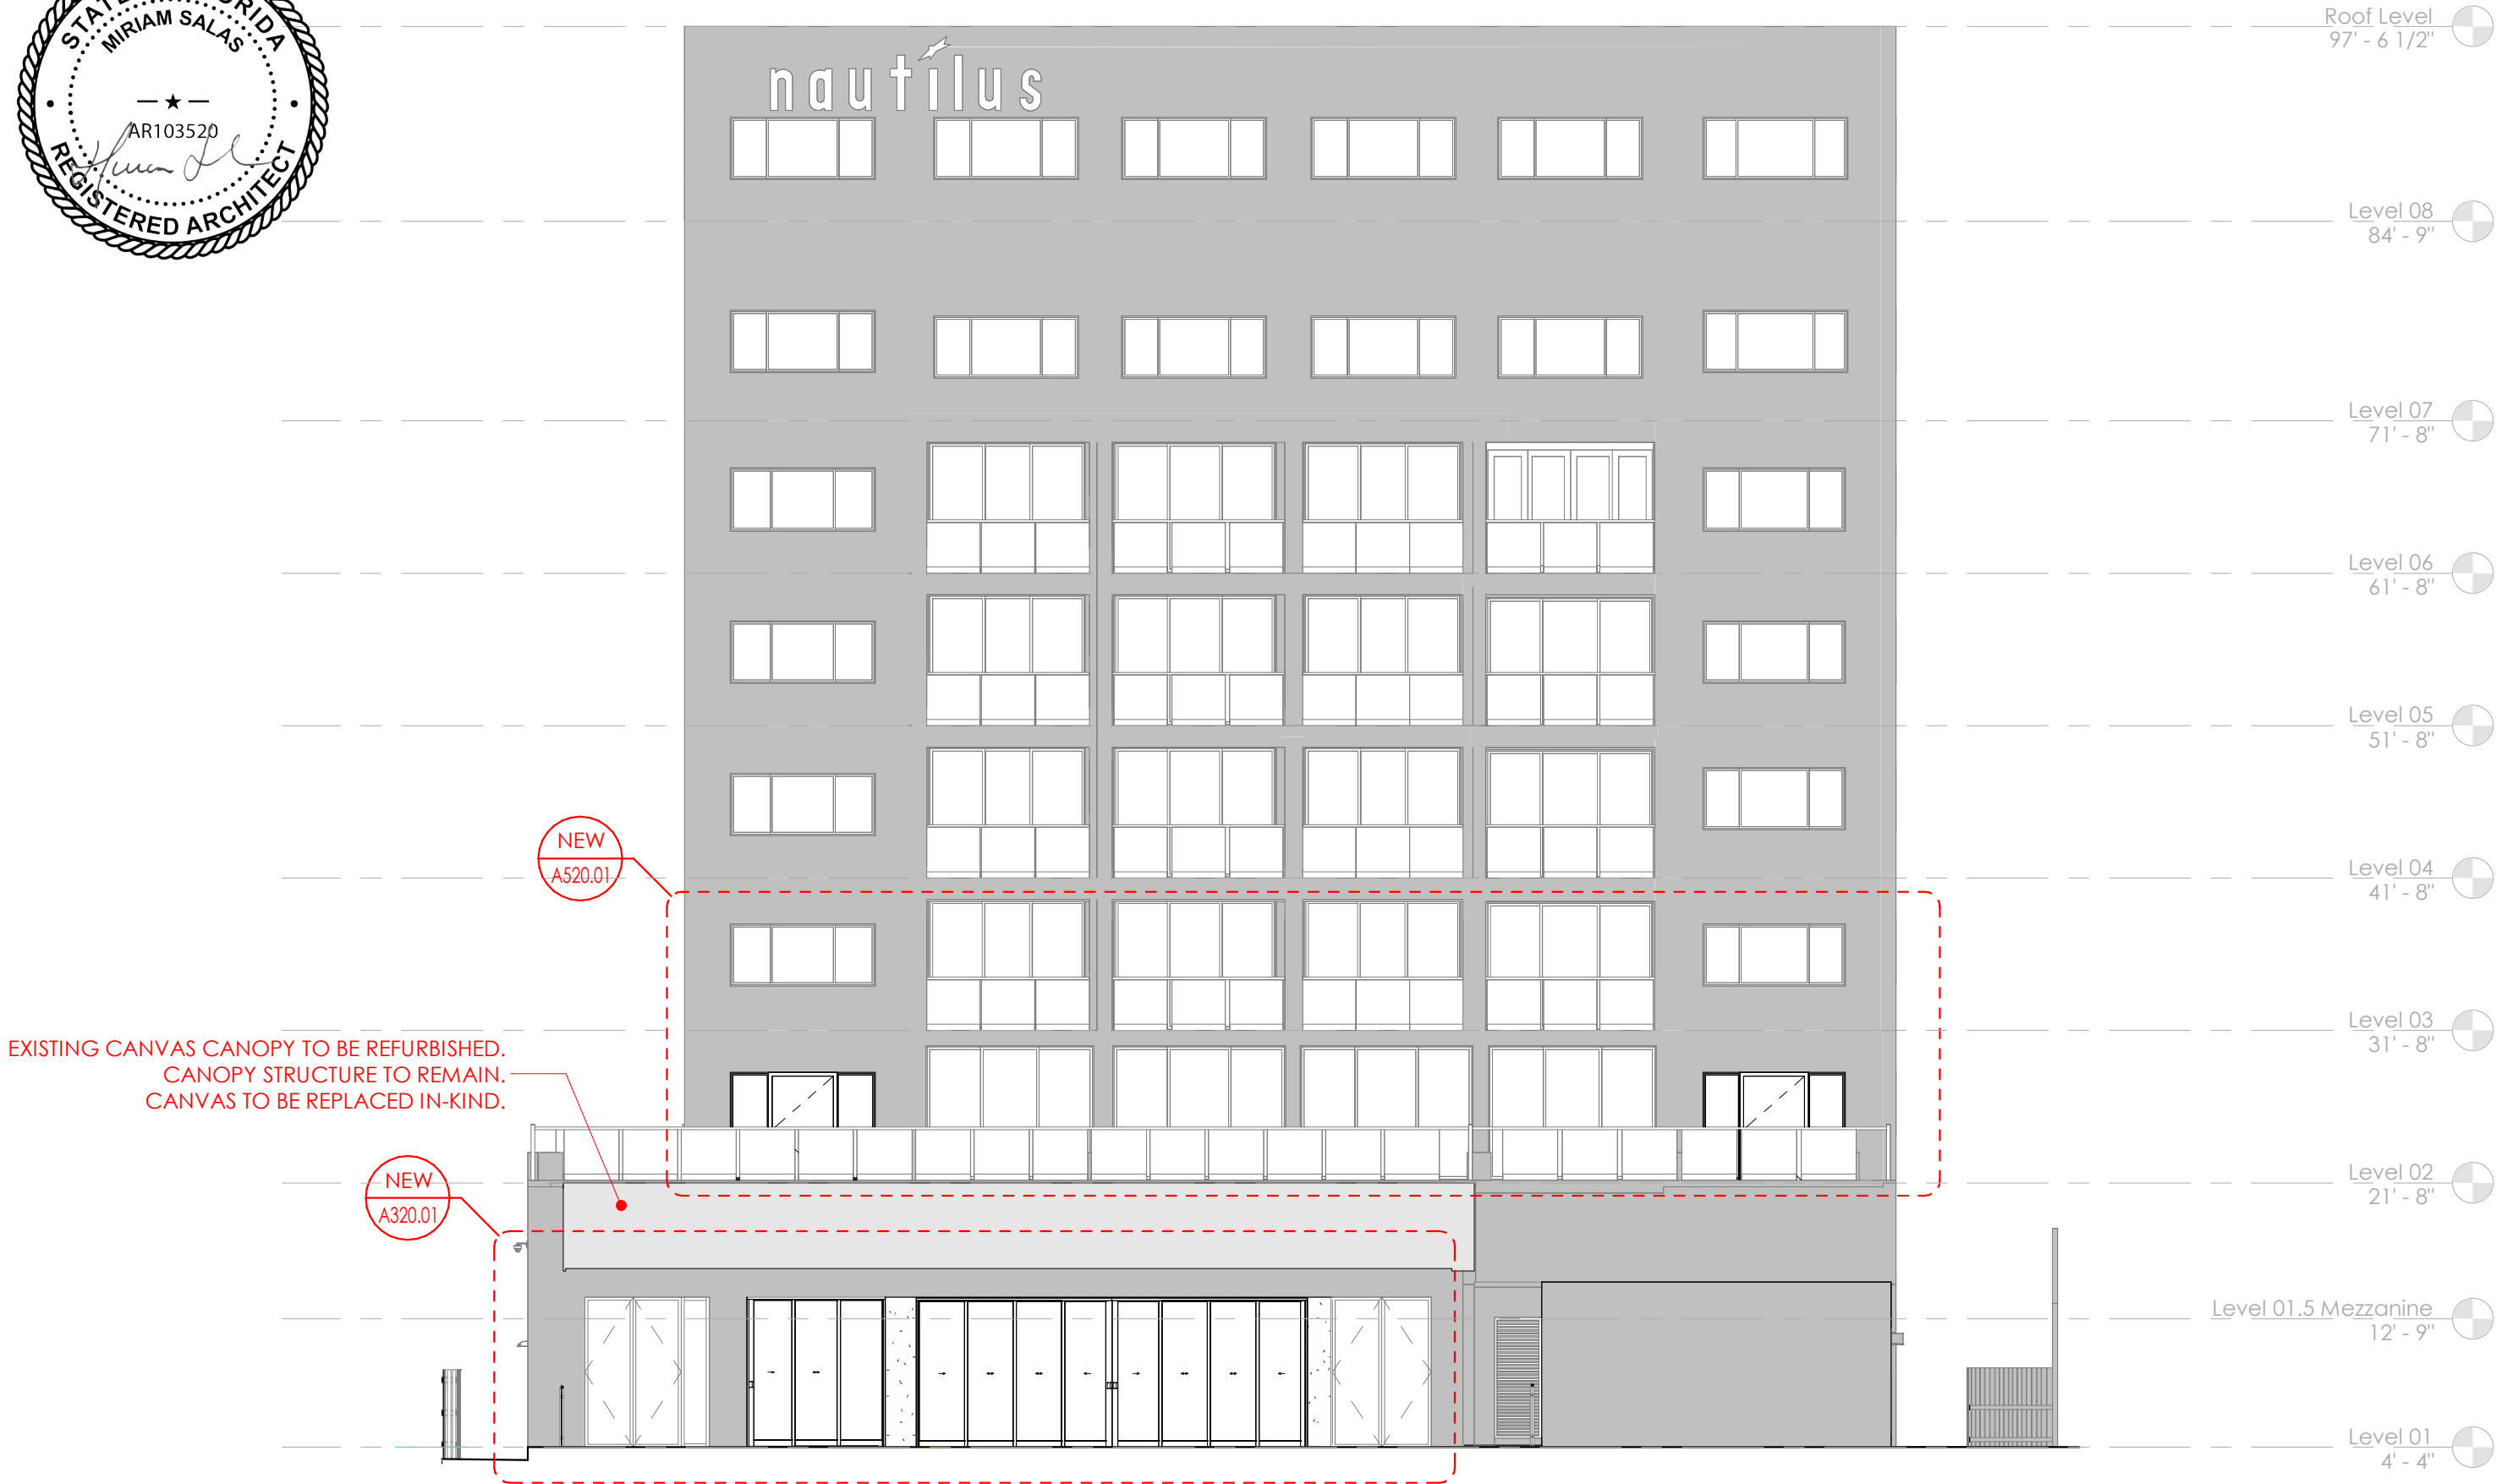 STATE FLORIDA
MIRIAM SALAS
AR103520
REGISTERED ARCHITECT
nautilus
Roof Level
97' - 6 1/2"
Level 08
84' - 9"
Level 07
71' - 8"
Level 06
61' - 8"
Level 05
51' - 8"
NEW
A520.01
Level 04
41' - 8"
Level 03
31' - 8"
EXISTING CANVAS CANOPY TO BE REFURBISHED.
CANOPY STRUCTURE TO REMAIN.
CANVAS TO BE REPLACED IN-KIND.
NEW
A320.01
Level 02
21' - 8"
Level 01.5 Mezzanine
12' - 9"
Level 01
4' - 4"